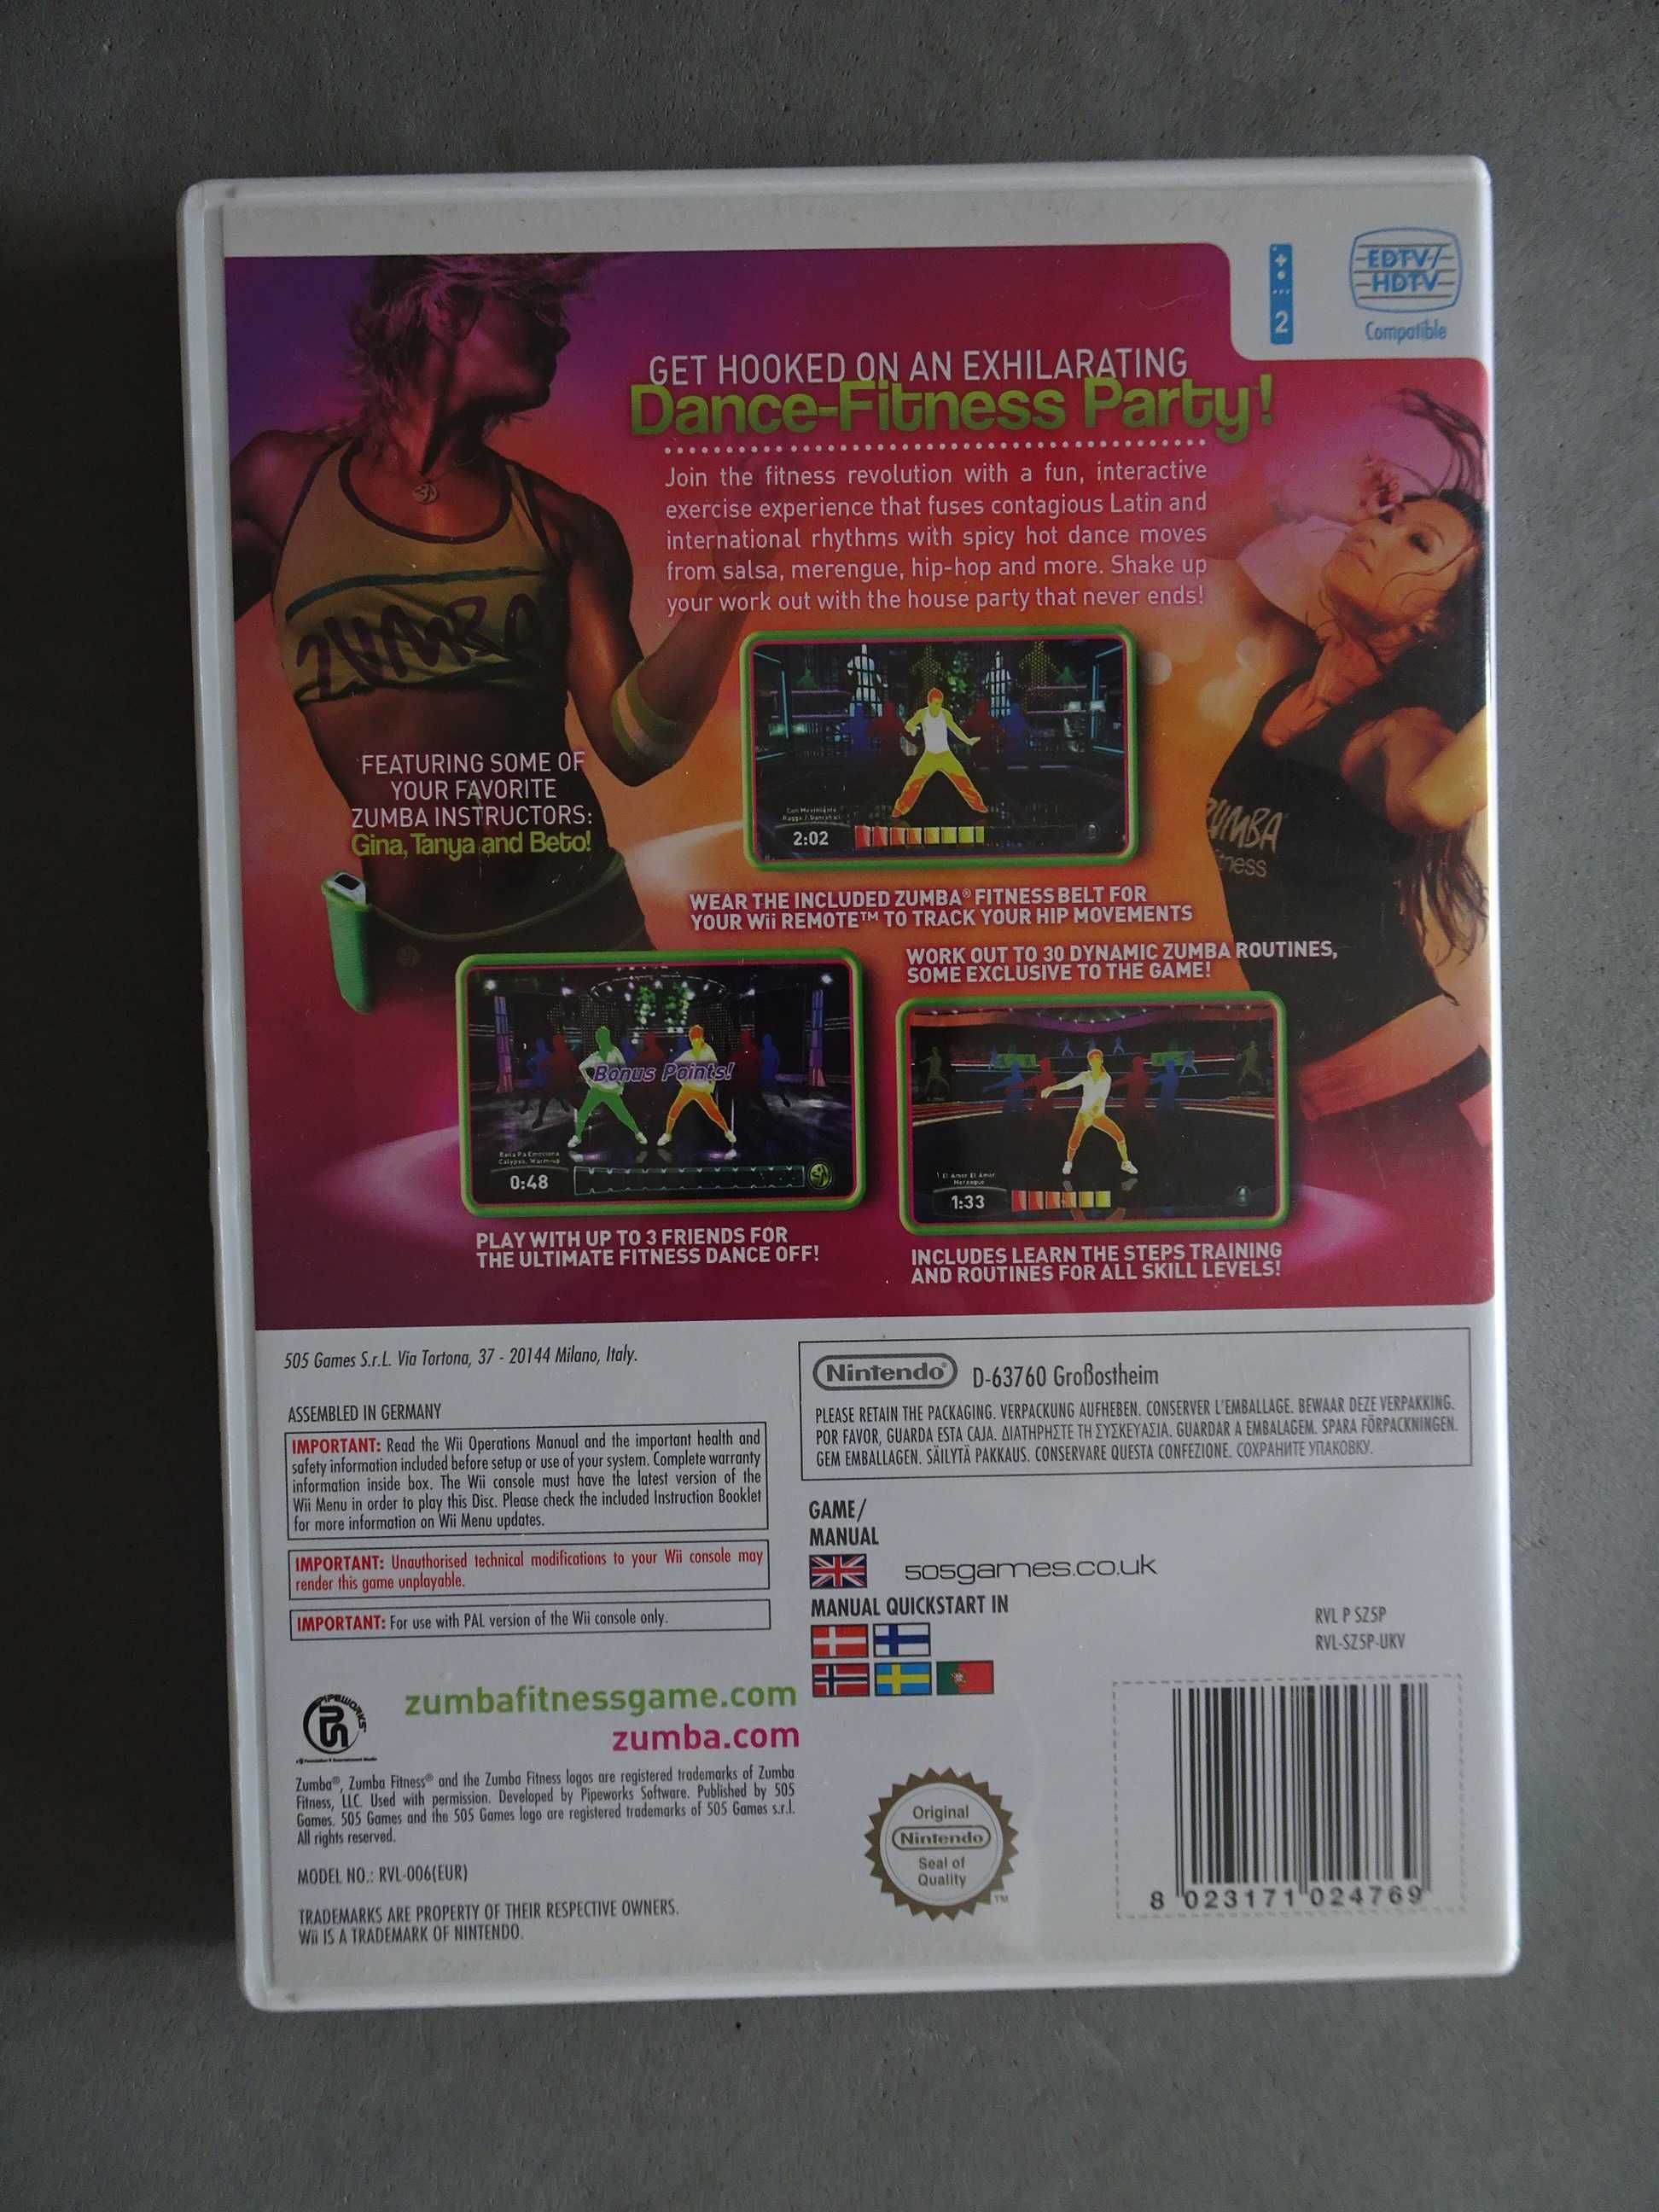 EDTV/
HDTV
Compatible
2
GET HOOKED ON AN EXHILARATING
Dance-Fitness Party!
Join the fitness revolution with a fun, interactive
exercise experience that fuses contagious Latin and
international rhythms with spicy hot dance moves
from salsa, merengue, hip-hop and more. Shake up
your work out with the house party that never ends!
ZUMBA
FEATURING SOME OF
YOUR FAVORITE
ZUMBA INSTRUCTORS:
Gina, Tanya and Beto!
2:02
ZUMBA
WEAR THE INCLUDED ZUMBA® FITNESS BELT FOR
YOUR Wii REMOTE™ TO TRACK YOUR HIP MOVEMENTS
WORK OUT TO 30 DYNAMIC ZUMBA ROUTINES,
SOME EXCLUSIVE TO THE GAME!
Bonus Points!
0:48
El Amor El Amor
Merengue
1:33
PLAY WITH UP TO 3 FRIENDS FOR
THE ULTIMATE FITNESS DANCE OFF!
INCLUDES LEARN THE STEPS TRAINING
AND ROUTINES FOR ALL SKILL LEVELS!
505 Games S.r.L. Via Tortona, 37 - 20144 Milano, Italy.
ASSEMBLED IN GERMANY
IMPORTANT: Read the Wii Operations Manual and the important health and
safety information included before setup or use of your system. Complete warranty
information inside box. The Wii console must have the latest version of the
Wii Menu in order to play this Disc. Please check the included Instruction Booklet
for more information on Wii Menu updates.
IMPORTANT: Unauthorised technical modifications to your Wii console may
render this game unplayable.
IMPORTANT: For use with PAL version of the Wii console only.
Nintendo® D-63760 Großostheim
PLEASE RETAIN THE PACKAGING. VERPACKUNG AUFHEBEN. CONSERVER L'EMBALLAGE. BEWAAR DEZE VERPAKKING.
POR FAVOR, GUARDA ESTA CAJA. ΔΙΑΤΗΡΗΣΤΕ ΤΗ ΣΥΣΚΕΥΑΣΙΑ. GUARDAR A EMBALAGEM. SPARA FÖRPACKNINGEN.
GEM EMBALLAGEN. SÄILYTÄ PAKKAUS. CONSERVARE QUESTA CONFEZIONE. СОХРАНИТЕ УПАКОВКУ.
GAME/
MANUAL
505games.co.uk
MANUAL QUICKSTART IN
RVL P SZ5P
RVL-SZ5P-UKV
PIPEWORKS
zumbafitnessgame.com
zumba.com
Zumba®, Zumba Fitness® and the Zumba Fitness logos are registered trademarks of Zumba
Fitness, LLC. Used with permission. Developed by Pipeworks Software. Published by 505
Games. 505 Games and the 505 Games logo are registered trademarks of 505 Games s.r.l.
All rights reserved.
MODEL NO.: RVL-006(EUR)
TRADEMARKS ARE PROPERTY OF THEIR RESPECTIVE OWNERS.
Wii IS A TRADEMARK OF NINTENDO.
Original
Nintendo
Seal of
Quality
TM
8 023171 024769